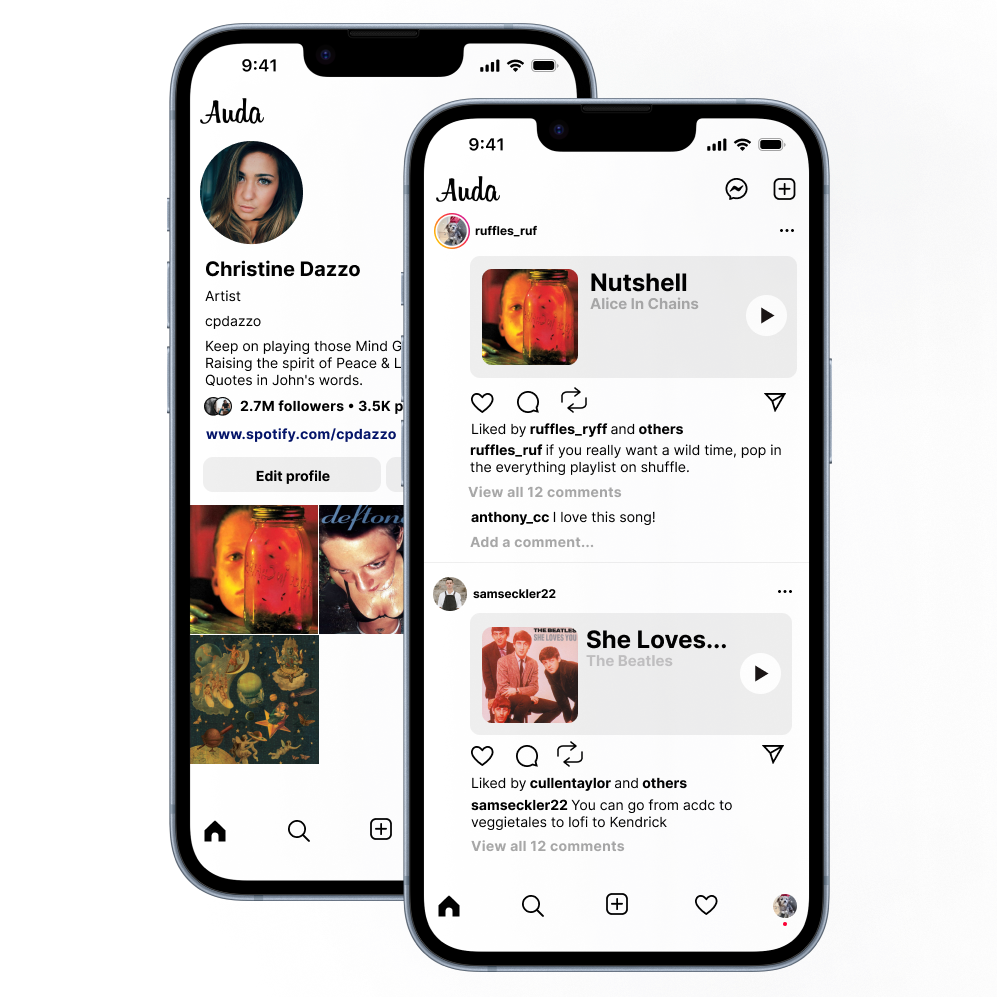 9:41
Auda
Christine Dazzo
Artist
cpdazzo
Keep on playing those Mind G
Raising the spirit of Peace & L
Quotes in John's words.
2.7M followers • 3.5K p
www.spotify.com/cpdazzo
Edit profile
deftone
9:41
Auda
ruffles_ruf
Nutshell
Alice In Chains
Liked by ruffles_ryff and others
ruffles_ruf if you really want a wild time, pop in
the everything playlist on shuffle.
View all 12 comments
anthony_cc I love this song!
Add a comment...
samseckler22
THE BEATLES
SHE LOVES YOU
She Loves...
The Beatles
Liked by cullentaylor and others
samseckler22 You can go from acdc to
veggietales to lofi to Kendrick
View all 12 comments